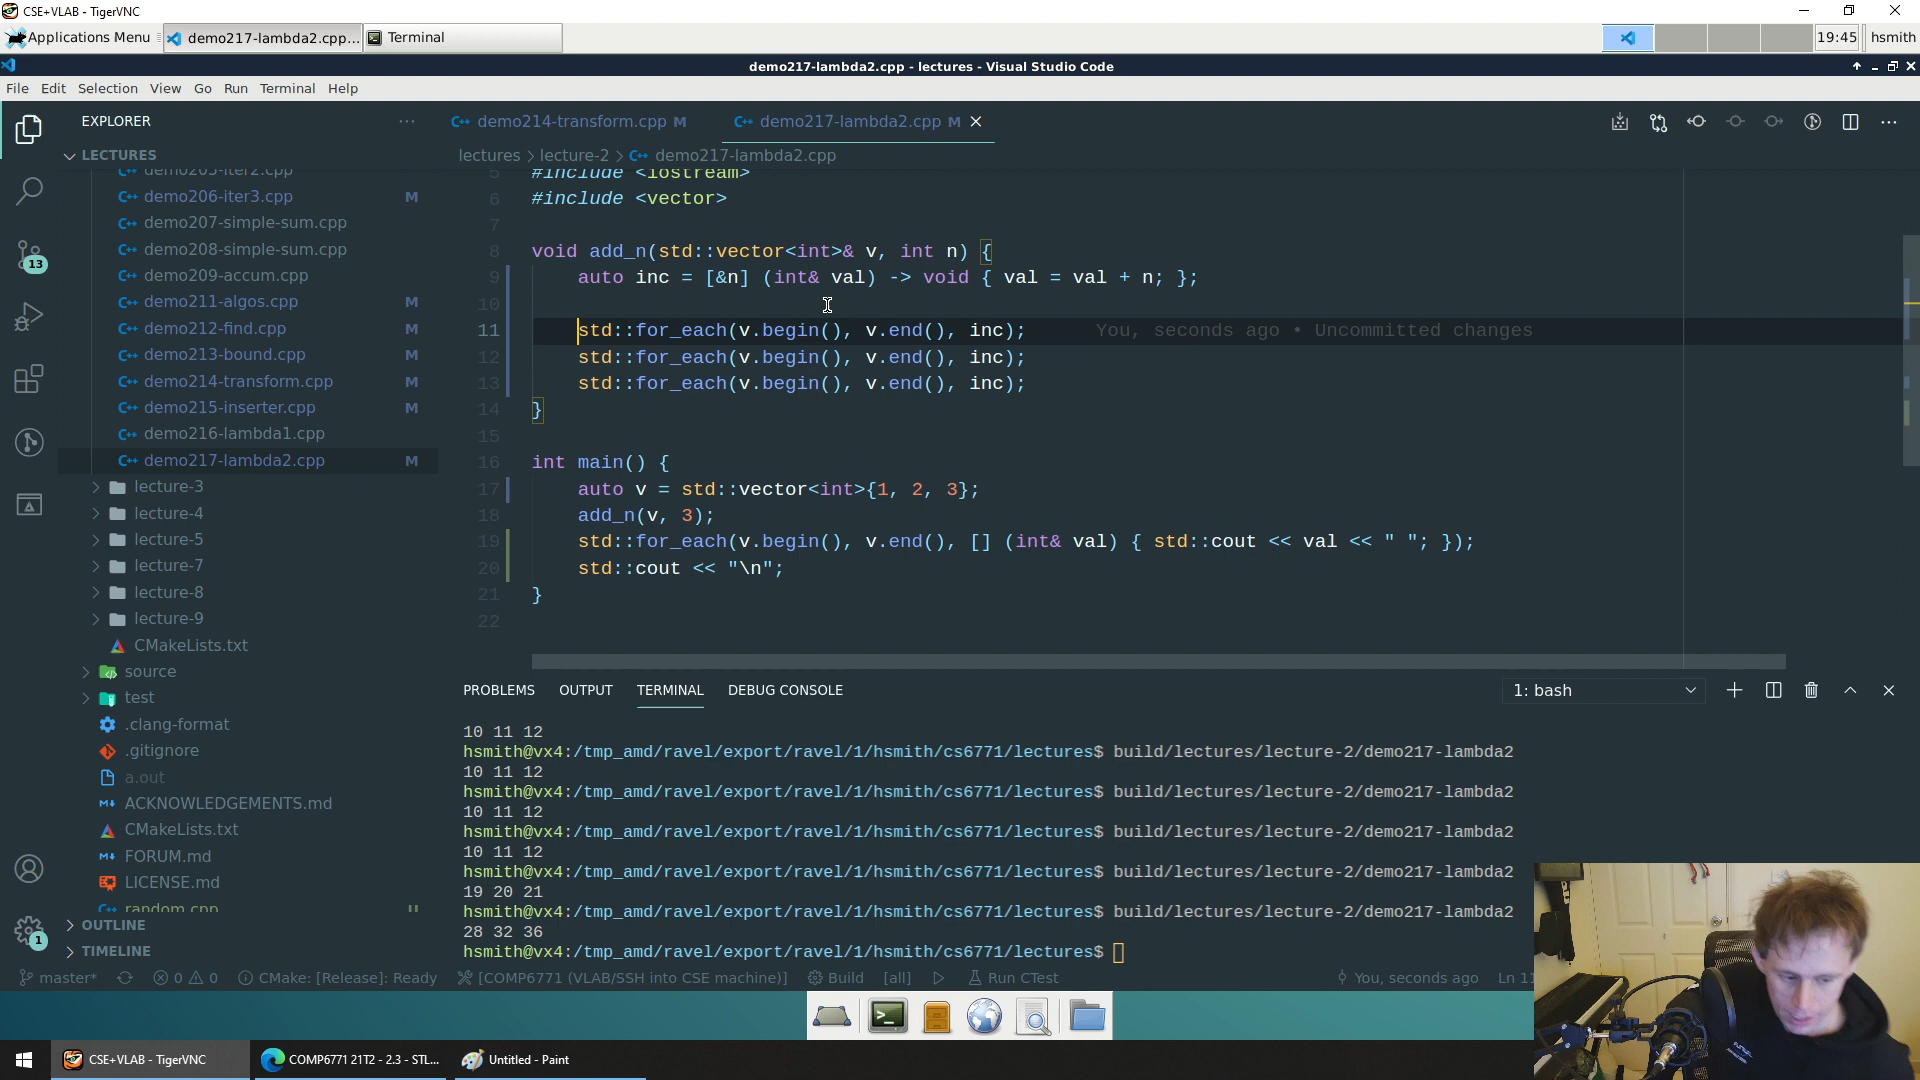 CSE+VLAB - TigerVNC
Applications Menu
demo217-lambda2.cpp...
Terminal
19:45
hsmith
demo217-lambda2.cpp - lectures - Visual Studio Code
File Edit Selection View Go Run Terminal Help
EXPLORER
LECTURES
demo205-iter2.cpp
demo206-iter3.cpp M
demo207-simple-sum.cpp
demo208-simple-sum.cpp
demo209-accum.cpp
demo211-algos.cpp M
demo212-find.cpp M
demo213-bound.cpp M
demo214-transform.cpp M
demo215-inserter.cpp M
demo216-lambda1.cpp
demo217-lambda2.cpp M
lecture-3
lecture-4
lecture-5
lecture-7
lecture-8
lecture-9
CMakeLists.txt
source
test
.clang-format
.gitignore
a.out
ACKNOWLEDGEMENTS.md
CMakeLists.txt
FORUM.md
LICENSE.md
random.cpp U
OUTLINE
TIMELINE
13
1
demo214-transform.cpp M
demo217-lambda2.cpp M
lectures > lecture-2 > demo217-lambda2.cpp
5 #include <iostream>
6 #include <vector>
7
8 void add_n(std::vector<int>& v, int n) {
9 auto inc = [&n] (int& val) -> void { val = val + n; };
10
11 std::for_each(v.begin(), v.end(), inc); You, seconds ago • Uncommitted changes
12 std::for_each(v.begin(), v.end(), inc);
13 std::for_each(v.begin(), v.end(), inc);
14 }
15
16 int main() {
17 auto v = std::vector<int>{1, 2, 3};
18 add_n(v, 3);
19 std::for_each(v.begin(), v.end(), [] (int& val) { std::cout << val << " "; });
20 std::cout << "\n";
21 }
22
PROBLEMS OUTPUT TERMINAL DEBUG CONSOLE
1: bash
10 11 12
hsmith@vx4:/tmp_amd/ravel/export/ravel/1/hsmith/cs6771/lectures$ build/lectures/lecture-2/demo217-lambda2
10 11 12
hsmith@vx4:/tmp_amd/ravel/export/ravel/1/hsmith/cs6771/lectures$ build/lectures/lecture-2/demo217-lambda2
10 11 12
hsmith@vx4:/tmp_amd/ravel/export/ravel/1/hsmith/cs6771/lectures$ build/lectures/lecture-2/demo217-lambda2
10 11 12
hsmith@vx4:/tmp_amd/ravel/export/ravel/1/hsmith/cs6771/lectures$ build/lectures/lecture-2/demo217-lambda2
19 20 21
hsmith@vx4:/tmp_amd/ravel/export/ravel/1/hsmith/cs6771/lectures$ build/lectures/lecture-2/demo217-lambda2
28 32 36
hsmith@vx4:/tmp_amd/ravel/export/ravel/1/hsmith/cs6771/lectures$
master* 0 0 CMake: [Release]: Ready [COMP6771 (VLAB/SSH into CSE machine)] Build [all] Run CTest You, seconds ago Ln 11
CSE+VLAB - TigerVNC
COMP6771 21T2 - 2.3 - STL...
Untitled - Paint